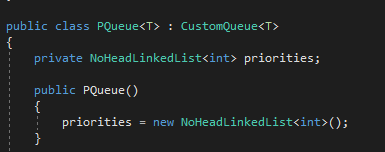 public class PQueue<T> : CustomQueue<T>
{
private NoHeadLinkedList<int> priorities;
public PQueue()
{
priorities = new NoHeadLinkedList<int>();
}